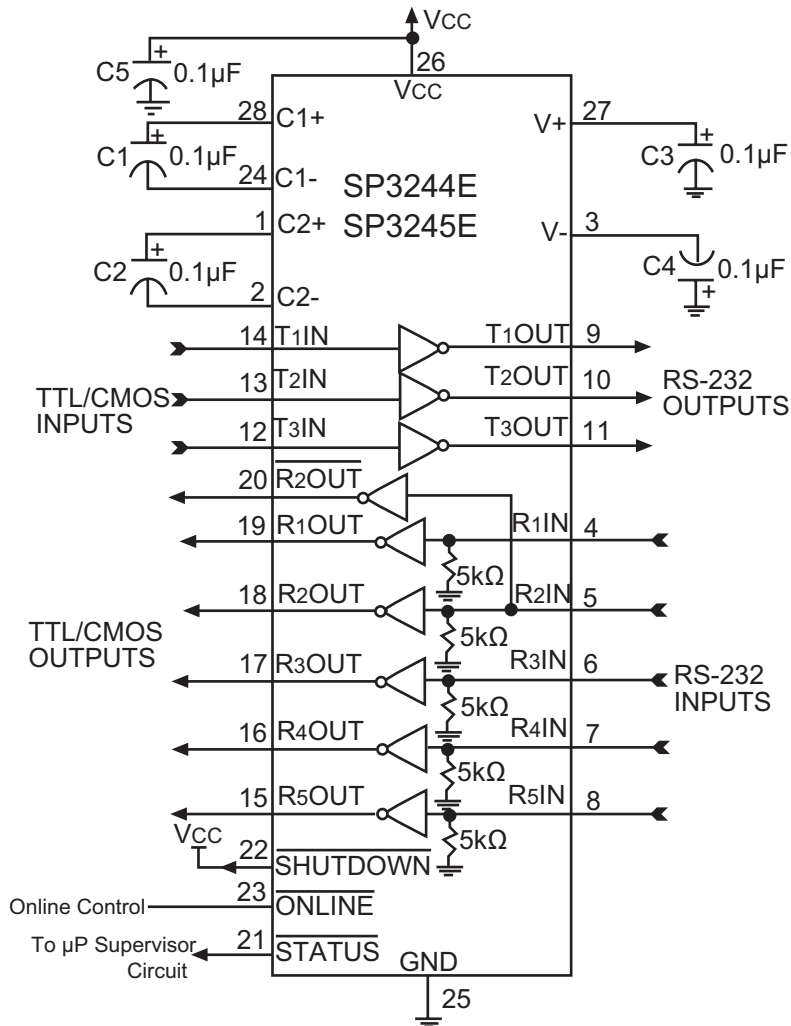 VCC
26
VCC
C5
+
0.1µF
28
C1+
C1
+
0.1µF
24
C1-
SP3244E
SP3245E
1
C2+
C2
+
0.1µF
2
C2-
V+
27
C3
+
0.1µF
V-
3
C4
0.1µF
+
14
T1IN
T1OUT
9
13
T2IN
T2OUT
10
12
T3IN
T3OUT
11
TTL/CMOS
INPUTS
RS-232
OUTPUTS
20
R2OUT
19
R1OUT
R1IN
4
5kΩ
18
R2OUT
R2IN
5
5kΩ
TTL/CMOS
OUTPUTS
17
R3OUT
R3IN
6
5kΩ
RS-232
INPUTS
16
R4OUT
R4IN
7
5kΩ
15
R5OUT
R5IN
8
5kΩ
VCC
22
SHUTDOWN
Online Control
23
ONLINE
To µP Supervisor
Circuit
21
STATUS
GND
25